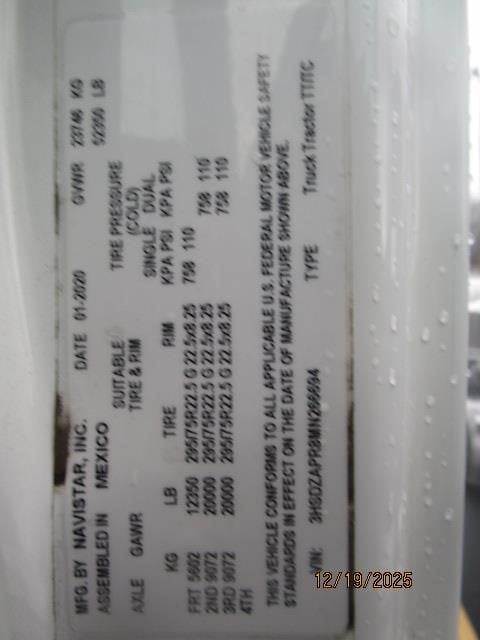 MFG. BY NAVISTAR, INC. DATE 01-2020 GVWR 23746 KG
ASSEMBLED IN MEXICO 52350 LB
SUITABLE TIRE PRESSURE
AXLE GAWR TIRE & RIM (COLD)
SINGLE DUAL
KG LB TIRE RIM KPA PSI KPA PSI
FRT 5602 12350 295/75R22.5 G 22.5x8.25 758 110
2ND 9072 20000 295/75R22.5 G 22.5x8.25 758 110
3RD 9072 20000 295/75R22.5 G 22.5x8.25 758 110
4TH
THIS VEHICLE CONFORMS TO ALL APPLICABLE U.S. FEDERAL MOTOR VEHICLE SAFETY
STANDARDS IN EFFECT ON THE DATE OF MANUFACTURE SHOWN ABOVE.
VIN: 3HSDZAPR8MN266694 TYPE Truck Tractor TT/TC
12/19/2025